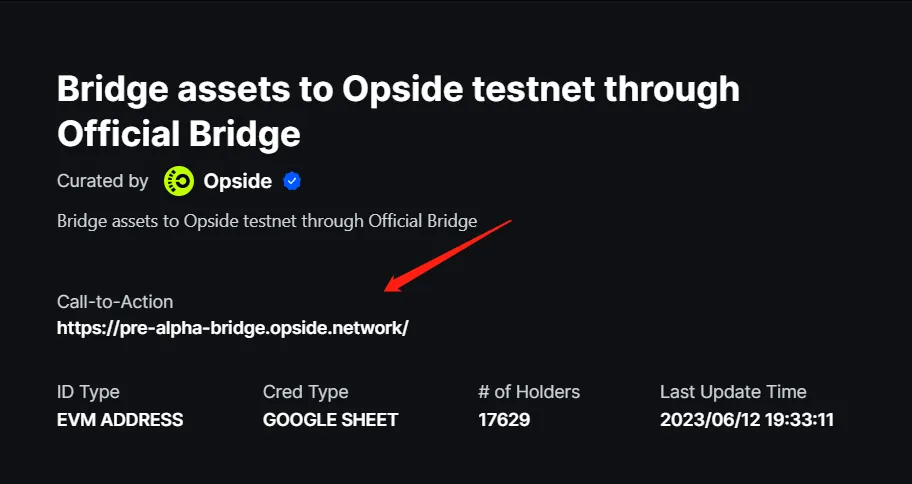 Bridge assets to Opside testnet through
Official Bridge
Curated by Opside
Bridge assets to Opside testnet through Official Bridge
Call-to-Action
https://pre-alpha-bridge.opside.network/
ID Type Cred Type # of Holders Last Update Time
EVM ADDRESS GOOGLE SHEET 17629 2023/06/12 19:33:11